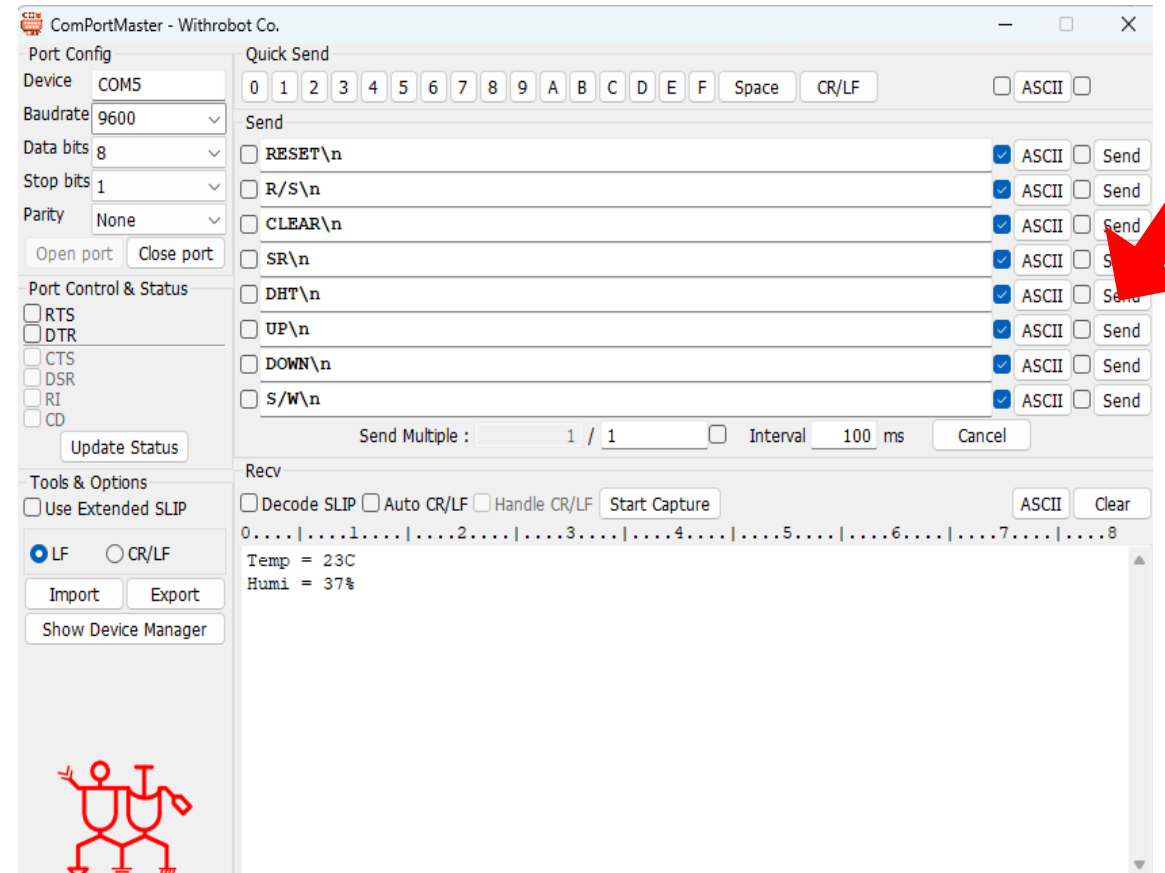 ComPortMaster - Withrobot Co.
Port Config
Device COM5
Baudrate 9600
Data bits 8
Stop bits 1
Parity None
Open port Close port
Port Control & Status
RTS
DTR
CTS
DSR
RI
CD
Update Status
Tools & Options
Use Extended SLIP
LF CR/LF
Import Export
Show Device Manager
Quick Send
0 1 2 3 4 5 6 7 8 9 A B C D E F Space CR/LF ASCII
Send
RESET\n ASCII Send
R/S\n ASCII Send
CLEAR\n ASCII Send
SR\n ASCII
DHT\n ASCII Send
UP\n ASCII Send
DOWN\n ASCII Send
S/W\n ASCII Send
Send Multiple : 1 / 1 Interval 100 ms Cancel
Recv
Decode SLIP Auto CR/LF Handle CR/LF Start Capture ASCII Clear
0....|....1....|....2....|....3....|....4....|....5....|....6....|....7....|....8
Temp = 23C
Humi = 37%